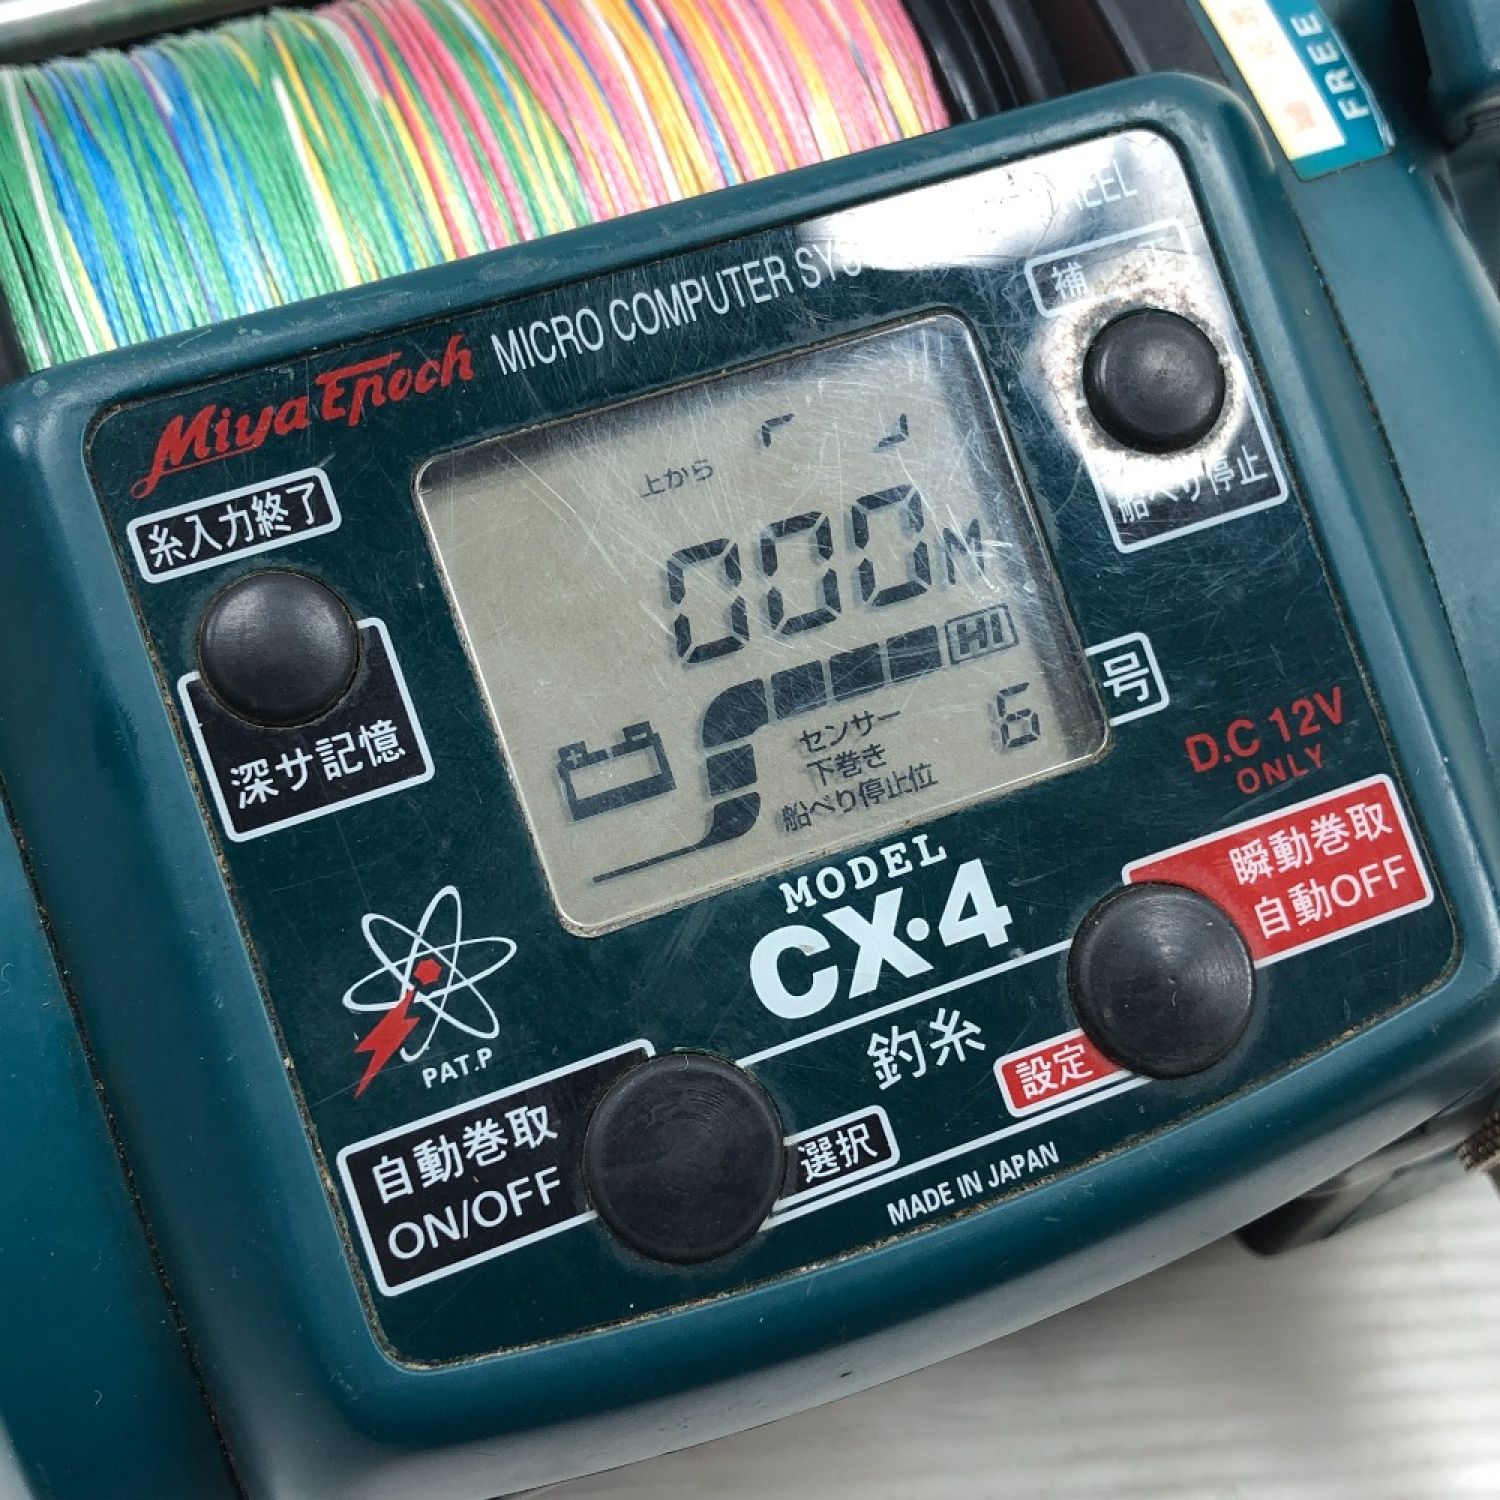 FREE
Miya Epoch MICRO COMPUTER
糸入力終了
深サ記憶
船べり停止
上から
000M
HI
センサー
下巻き
船べり停止位
6
号
D.C 12V
ONLY
MODEL
CX·4
瞬動巻取
自動OFF
PAT.P
釣糸
設定
自動巻取
ON/OFF
選択
MADE IN JAPAN